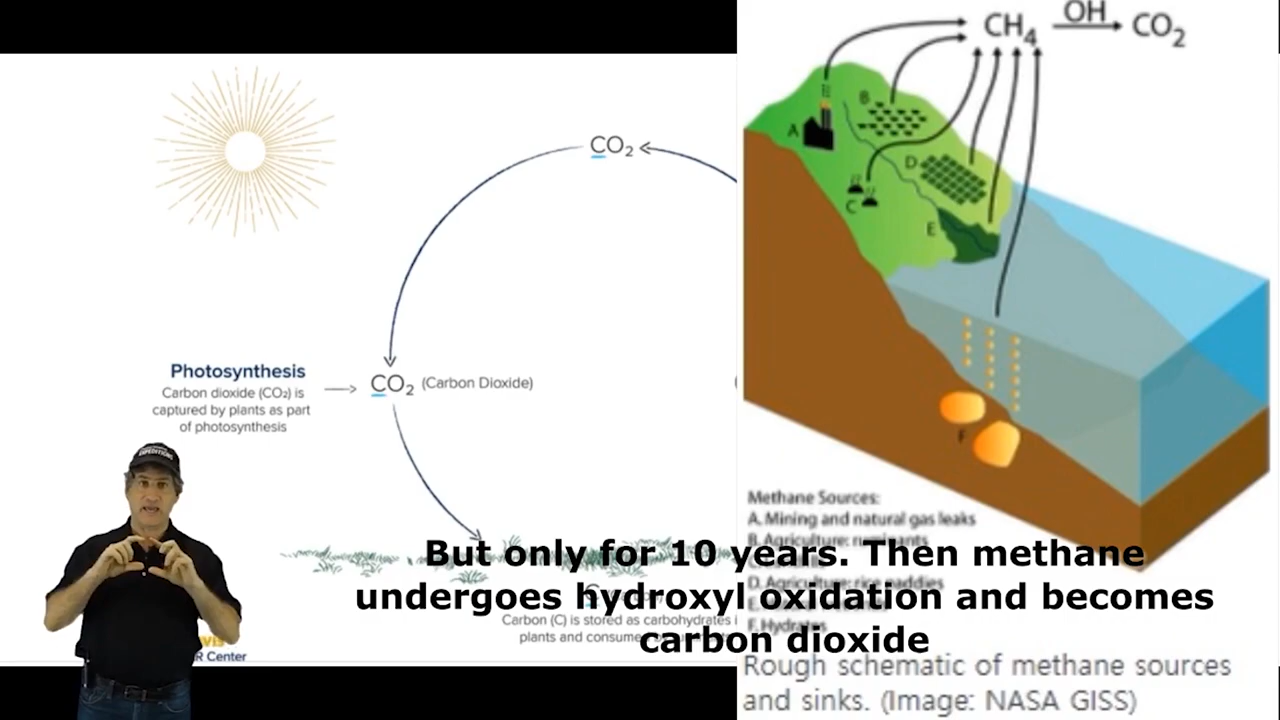 CO₂
Photosynthesis
Carbon dioxide (CO₂) is
captured by plants as part
of photosynthesis
CO₂ (Carbon Dioxide)
EXPEDITIONS
Carbon (C) is stored as carbohydrates
plants and
R Center
CH₄ OH CO₂
A
B
C
D
E
F
Methane Sources:
A. Mining and natural gas leaks
B. Agriculture: ruminants
D. Agriculture: rice paddies
F. Hydrates
But only for 10 years. Then methane
undergoes hydroxyl oxidation and becomes
carbon dioxide
Rough schematic of methane sources
and sinks. (Image: NASA GISS)